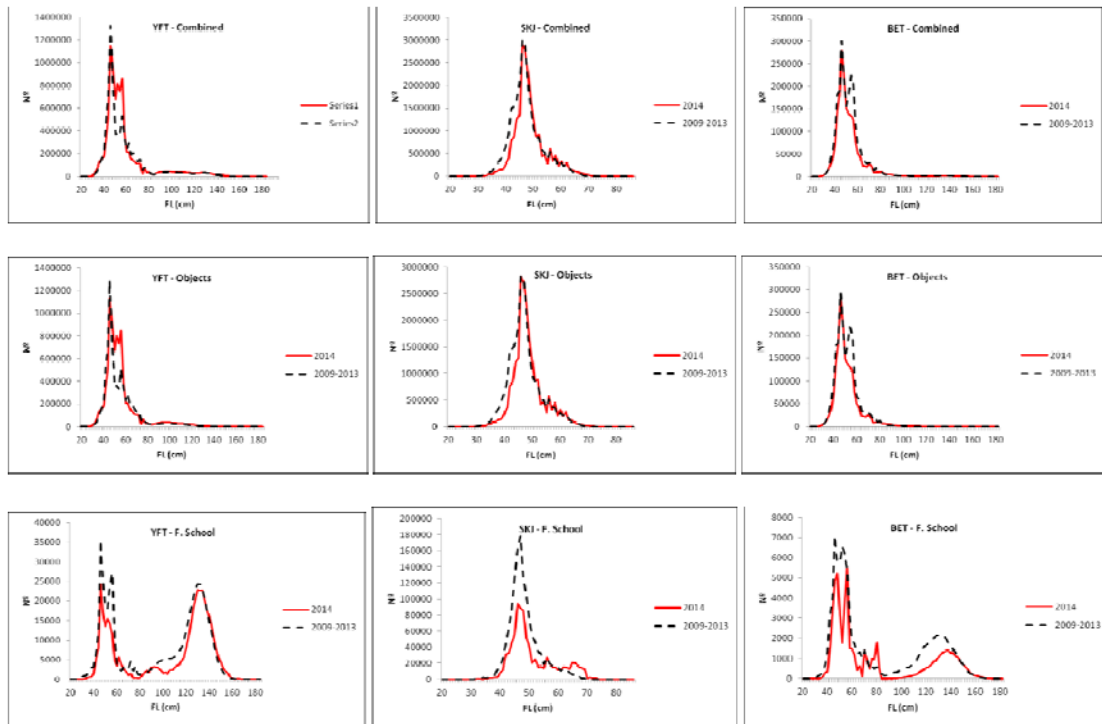 YFT - Combined
1400000
1200000
1000000
800000
600000
400000
200000
0
Nº
20 40 60 80 100 120 140 160 180
FL (cm)
Series1
Series2
SKJ - Combined
3500000
3000000
2500000
2000000
1500000
1000000
500000
0
Nº
20 30 40 50 60 70 80
FL (cm)
2014
2009-2013
BET - Combined
350000
300000
250000
200000
150000
100000
50000
0
Nº
20 40 60 80 100 120 140 160 182
FL (cm)
2014
2009-2013
YFT - Objects
1400000
1200000
1000000
800000
600000
400000
200000
0
Nº
20 40 60 80 100 120 140 160 180
FL (cm)
2014
2009-2013
SKJ - Objects
3000000
2500000
2000000
1500000
1000000
500000
0
Nº
20 30 40 50 60 70 80
FL (cm)
2014
2009-2013
BET - Objects
350000
300000
250000
200000
150000
100000
50000
0
Nº
20 40 60 80 100 120 140 160 182
FL (cm)
2014
2009-2013
YFT - F. School
40000
35000
30000
25000
20000
15000
10000
5000
0
Nº
20 40 60 80 100 120 140 160 180
FL (cm)
2014
2009-2013
SKJ - F. School
200000
180000
160000
140000
120000
100000
80000
60000
40000
20000
0
Nº
20 30 40 50 60 70 80
FL (cm)
2014
2009-2013
BET - F. School
8000
7000
6000
5000
4000
3000
2000
1000
0
Nº
20 40 60 80 100 120 140 160 182
FL (cm)
2014
2009-2013